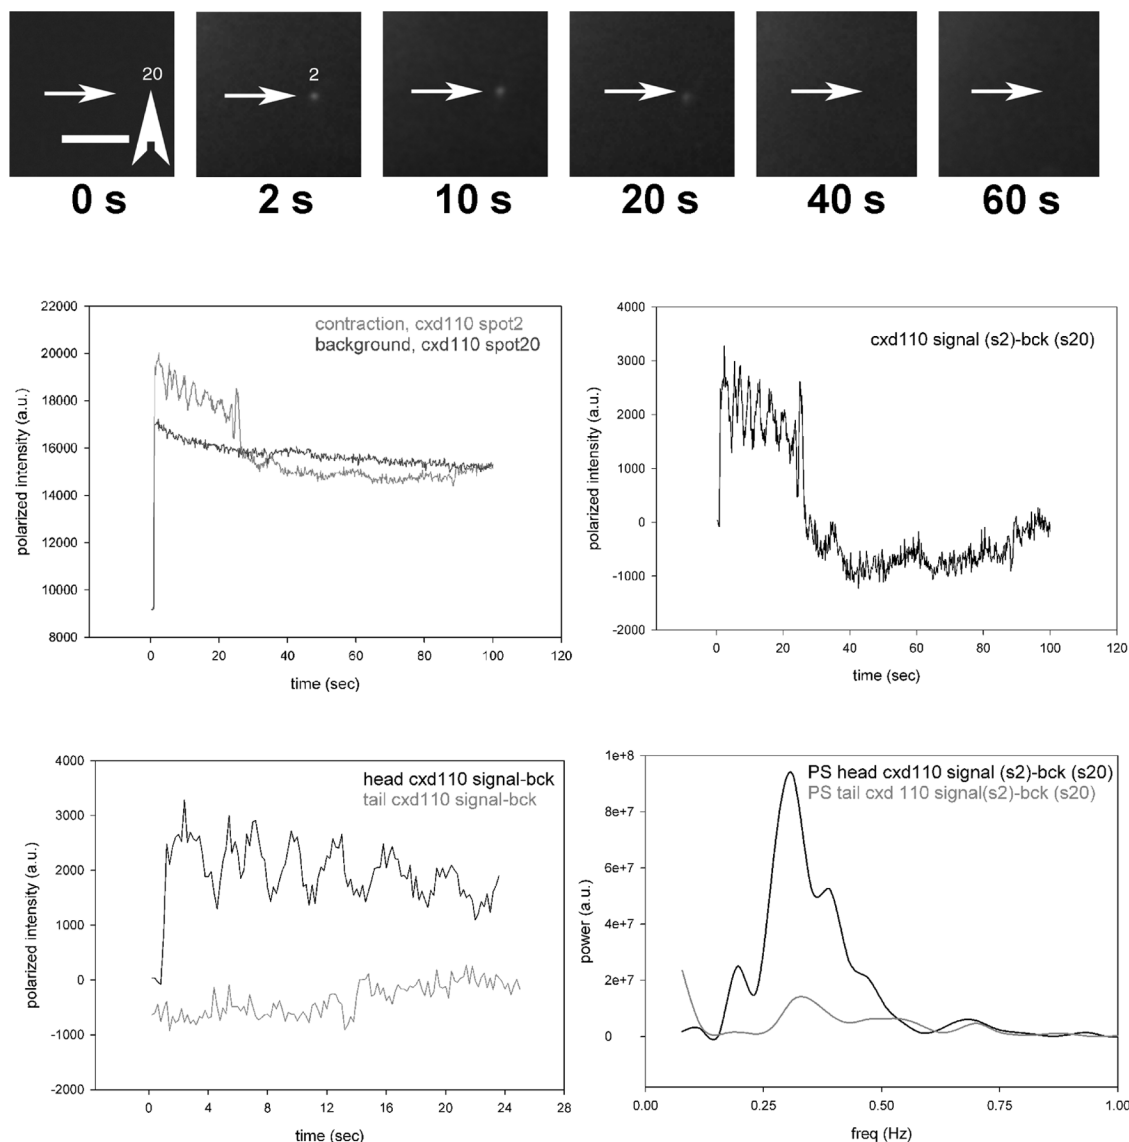 20
2
0 s
2 s
10 s
20 s
40 s
60 s
22000
20000
18000
16000
14000
12000
10000
8000
polarized intensity (a.u.)
contraction, cxd110 spot2
background, cxd110 spot20
0
20
40
60
80
100
120
time (sec)
4000
3000
2000
1000
0
-1000
-2000
polarized intensity (a.u.)
cxd110 signal (s2)-bck (s20)
0
20
40
60
80
100
120
time (sec)
4000
3000
2000
1000
0
-1000
-2000
polarized intensity (a.u.)
head cxd110 signal-bck
tail cxd110 signal-bck
0
4
8
12
16
20
24
28
time (sec)
1e+8
8e+7
6e+7
4e+7
2e+7
0
power (a.u.)
PS head cxd110 signal (s2)-bck (s20)
PS tail cxd 110 signal(s2)-bck (s20)
0.00
0.25
0.50
0.75
1.00
freq (Hz)